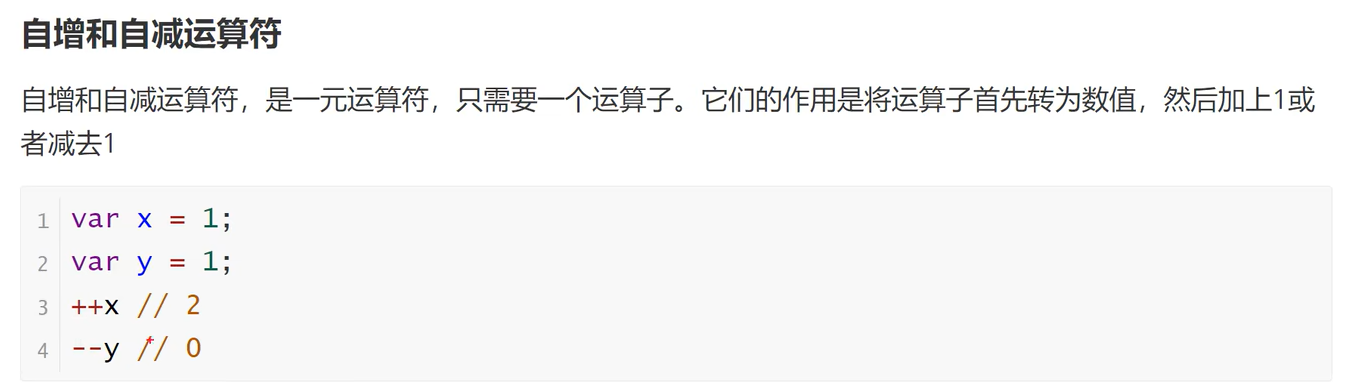 自增和自减运算符
自增和自减运算符，是一元运算符，只需要一个运算子。它们的作用是将运算子首先转为数值，然后加上1或
者减去1
1 var x = 1;
2 var y = 1;
3 ++x // 2
4 --y // 0